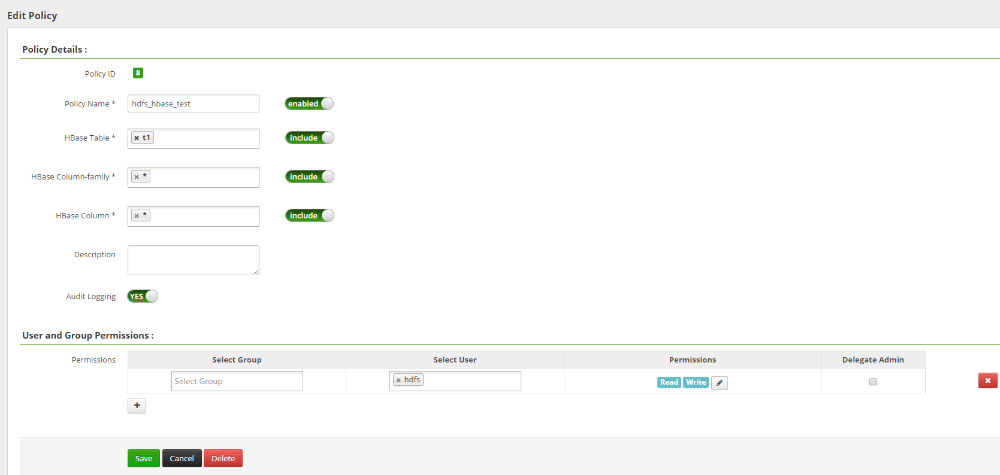 Edit Policy
Policy Details :
Policy ID 8
Policy Name * hdfs_hbase_test enabled
HBase Table * × t1 include
HBase Column-family * × * include
HBase Column * × * include
Description
Audit Logging YES
User and Group Permissions :
Permissions Select Group Select User Permissions Delegate Admin
Select Group × hdfs Read Write ×
+
Save Cancel Delete